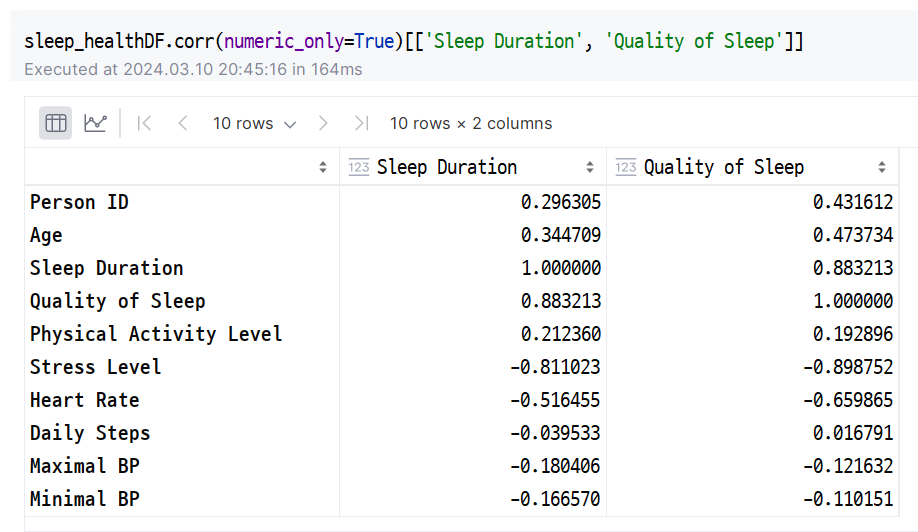 sleep_healthDF.corr(numeric_only=True)[['Sleep Duration', 'Quality of Sleep']]
Executed at 2024.03.10 20:45:16 in 164ms
10 rows 10 rows × 2 columns
123 Sleep Duration 123 Quality of Sleep
Person ID 0.296305 0.431612
Age 0.344709 0.473734
Sleep Duration 1.000000 0.883213
Quality of Sleep 0.883213 1.000000
Physical Activity Level 0.212360 0.192896
Stress Level -0.811023 -0.898752
Heart Rate -0.516455 -0.659865
Daily Steps -0.039533 0.016791
Maximal BP -0.180406 -0.121632
Minimal BP -0.166570 -0.110151